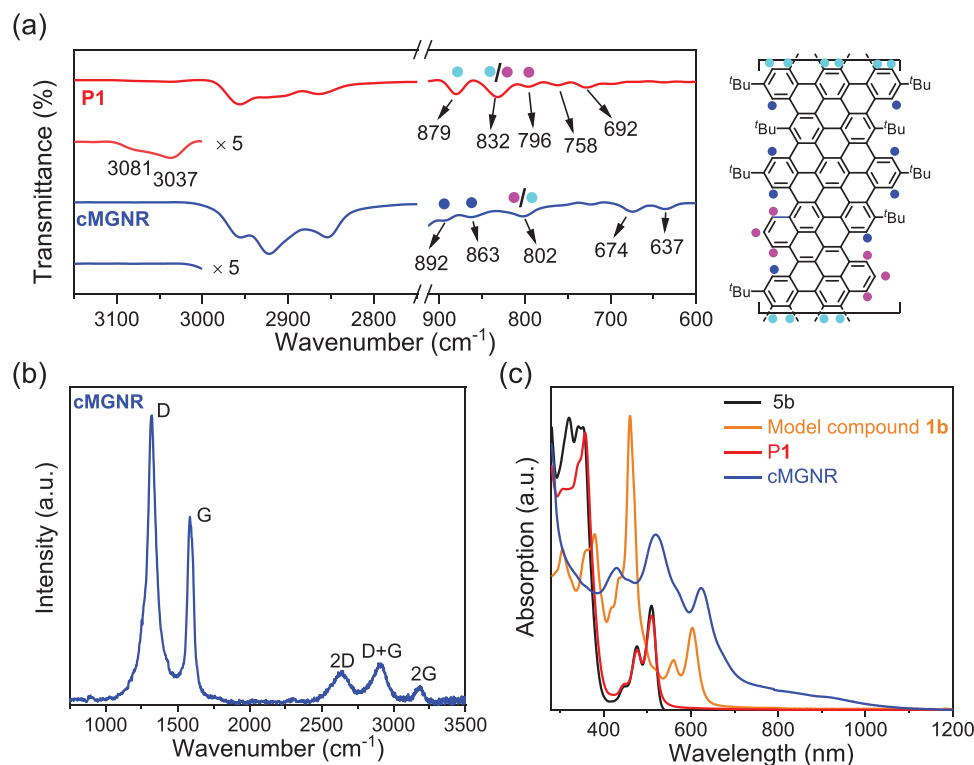 (a)
Transmittance (%)
P1
3081
3037
× 5
879
832
796
758
692
cMGNR
× 5
892
863
802
674
637
3100
3000
2900
2800
900
800
700
600
Wavenumber (cm⁻¹)
ᵗBu
ᵗBu
ᵗBu
ᵗBu
ᵗBu
ᵗBu
ᵗBu
ᵗBu
(b)
cMGNR
D
G
2D
D+G
2G
Intensity (a.u.)
1000
1500
2000
2500
3000
3500
Wavenumber (cm⁻¹)
(c)
5b
Model compound 1b
P1
cMGNR
Absorption (a.u.)
400
600
800
1000
1200
Wavelength (nm)